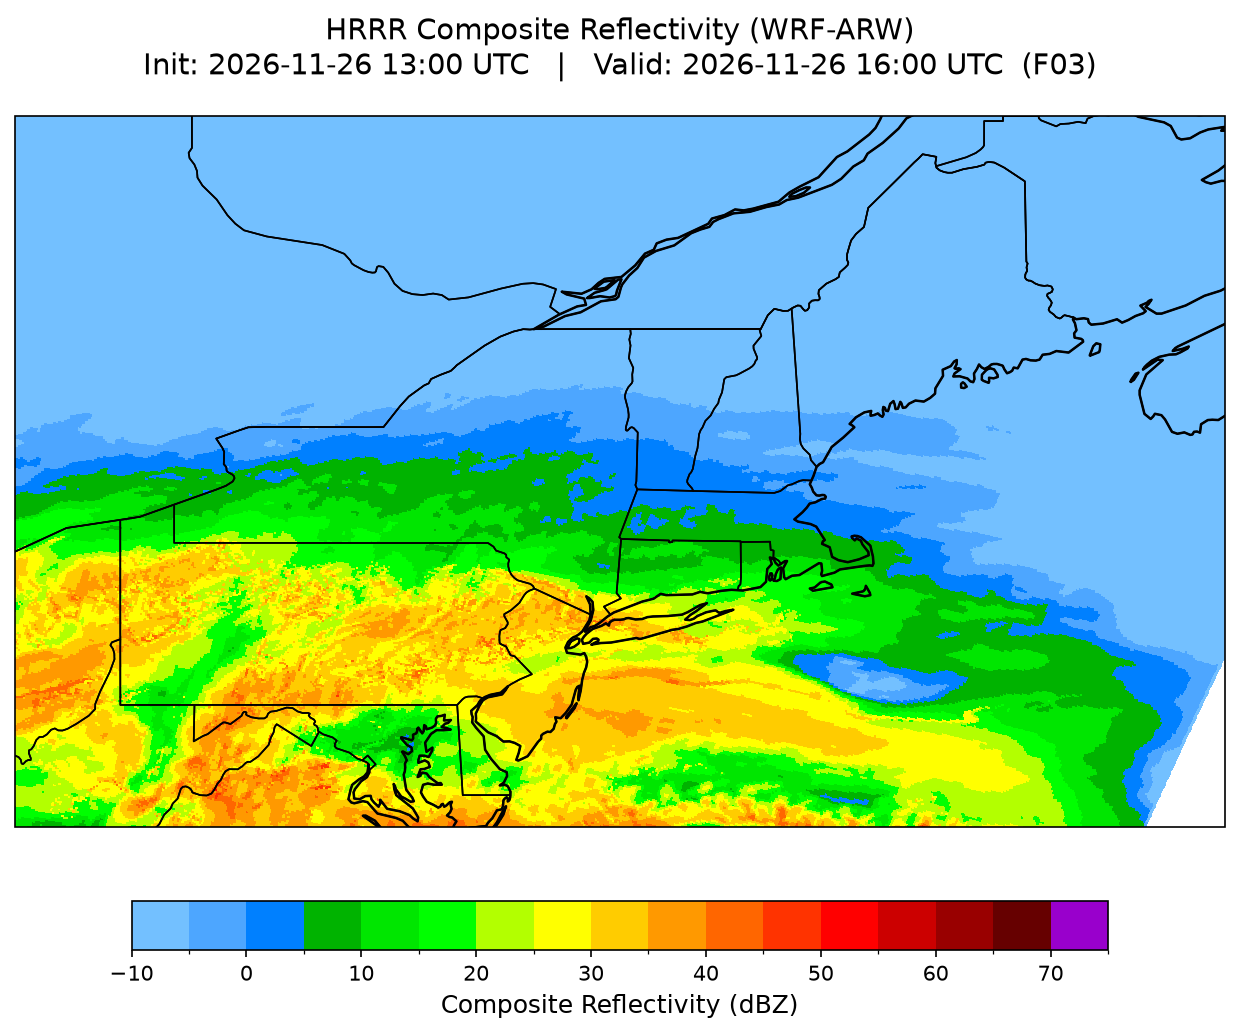 HRRR Composite Reflectivity (WRF-ARW)
Init: 2026-11-26 13:00 UTC | Valid: 2026-11-26 16:00 UTC (F03)
−10 0 10 20 30 40 50 60 70
Composite Reflectivity (dBZ)